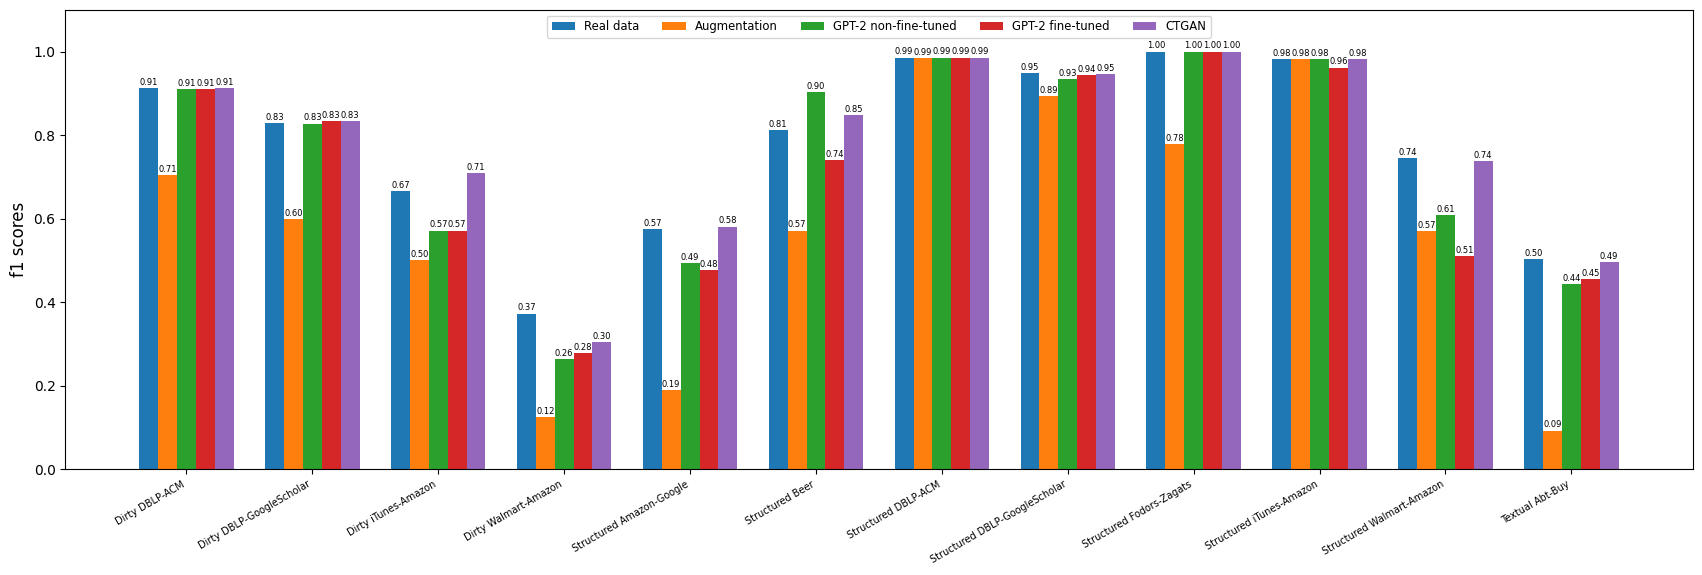 Real data
Augmentation
GPT-2 non-fine-tuned
GPT-2 fine-tuned
CTGAN
f1 scores
1.0
0.8
0.6
0.4
0.2
0.0
0.91 0.71 0.91 0.91 0.91
0.83 0.60 0.83 0.83 0.83
0.67 0.50 0.57 0.57 0.71
0.37 0.12 0.26 0.28 0.30
0.57 0.19 0.49 0.48 0.58
0.81 0.57 0.90 0.74 0.85
0.99 0.99 0.99 0.99 0.99
0.95 0.89 0.93 0.94 0.95
1.00 0.78 1.00 1.00 1.00
0.98 0.98 0.98 0.96 0.98
0.74 0.57 0.61 0.51 0.74
0.50 0.09 0.44 0.45 0.49
Dirty DBLP-ACM
Dirty DBLP-GoogleScholar
Dirty iTunes-Amazon
Dirty Walmart-Amazon
Structured Amazon-Google
Structured Beer
Structured DBLP-ACM
Structured DBLP-GoogleScholar
Structured Fodors-Zagats
Structured iTunes-Amazon
Structured Walmart-Amazon
Textual Abt-Buy